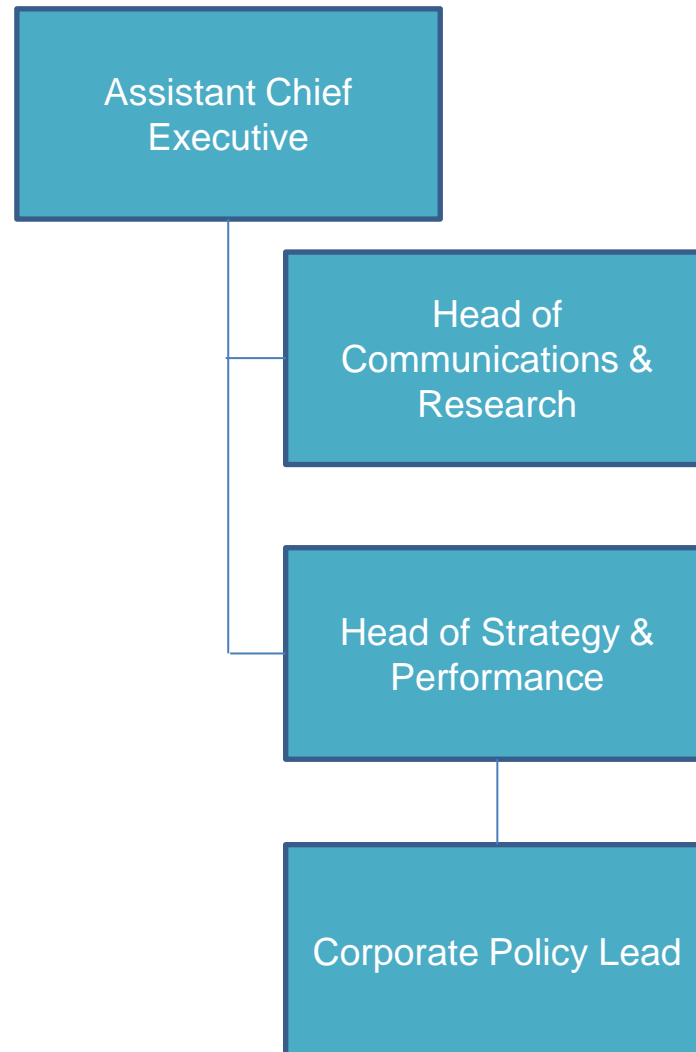 Assistant Chief
Executive
Head of
Communications &
Research
Head of Strategy &
Performance
Corporate Policy Lead